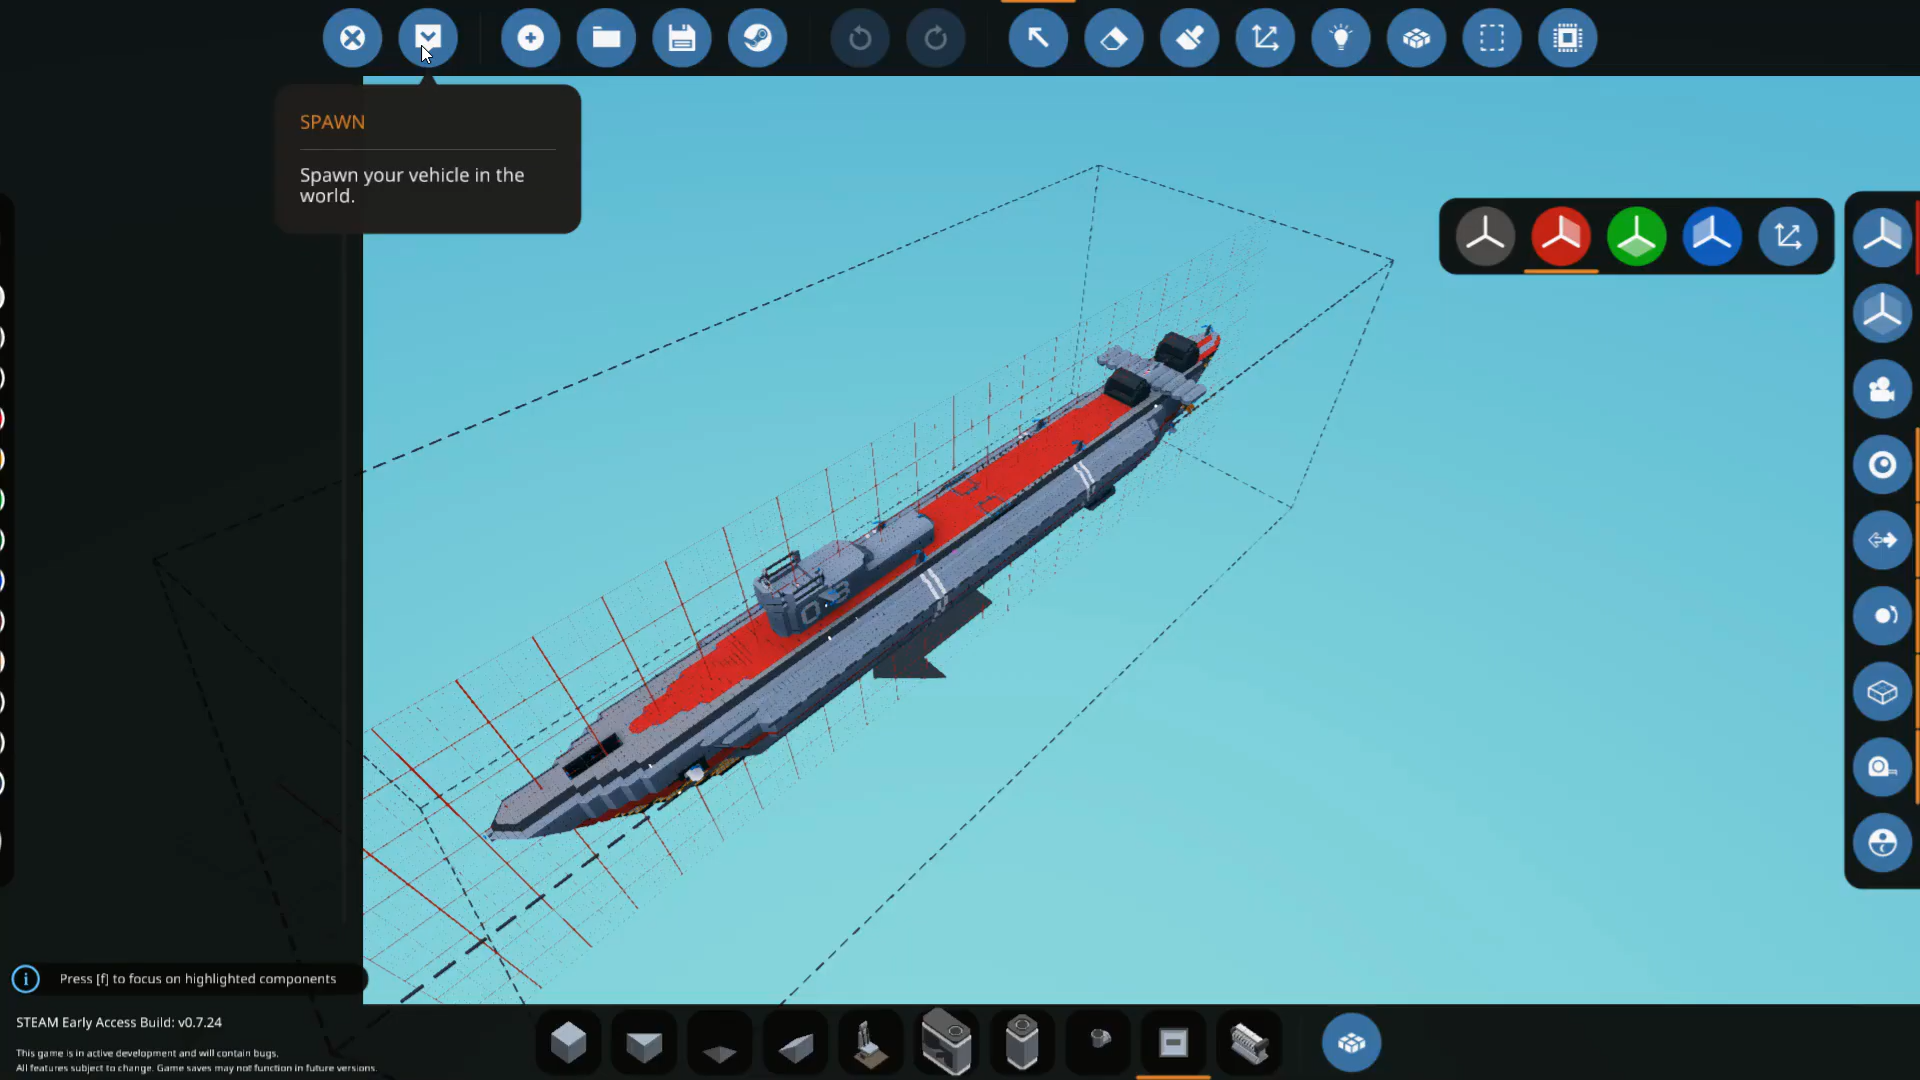 SPAWN
Spawn your vehicle in the
world.
03
Press [f] to focus on highlighted components
STEAM Early Access Build: v0.7.24
This game is in active development and will contain bugs.
All features subject to change. Game saves may not function in future versions.